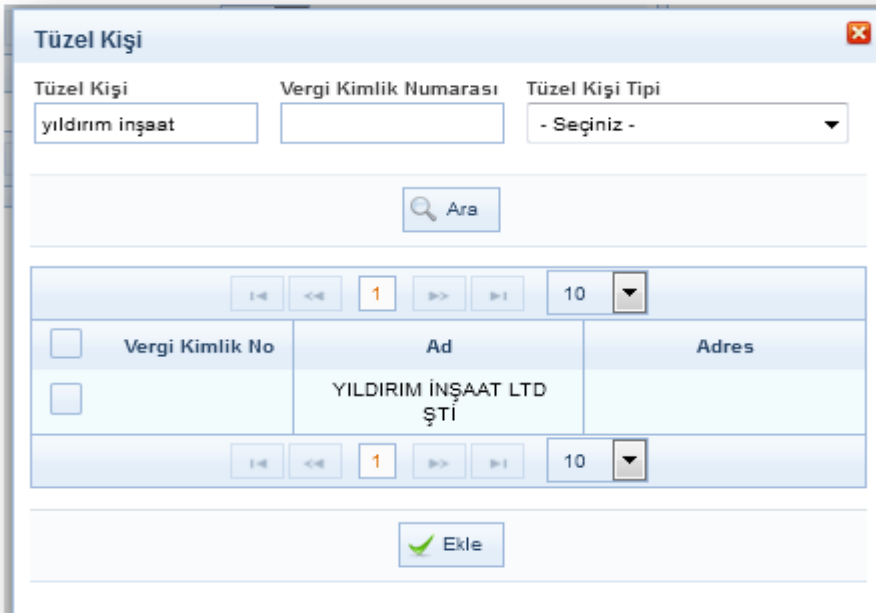 Tüzel Kişi
Tüzel Kişi Vergi Kimlik Numarası Tüzel Kişi Tipi
yıldırım inşaat - Seçiniz -
Ara
1 10
Vergi Kimlik No Ad Adres
YILDIRIM İNŞAAT LTD
ŞTİ
1 10
Ekle